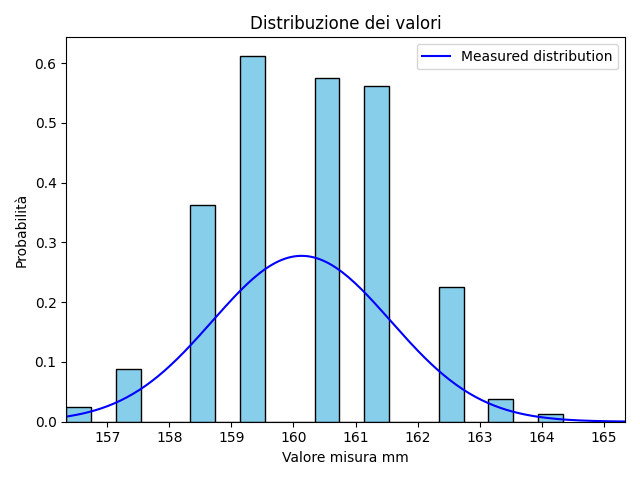 Distribuzione dei valori
Measured distribution
Probabilità
0.6
0.5
0.4
0.3
0.2
0.1
0.0
157 158 159 160 161 162 163 164 165
Valore misura mm